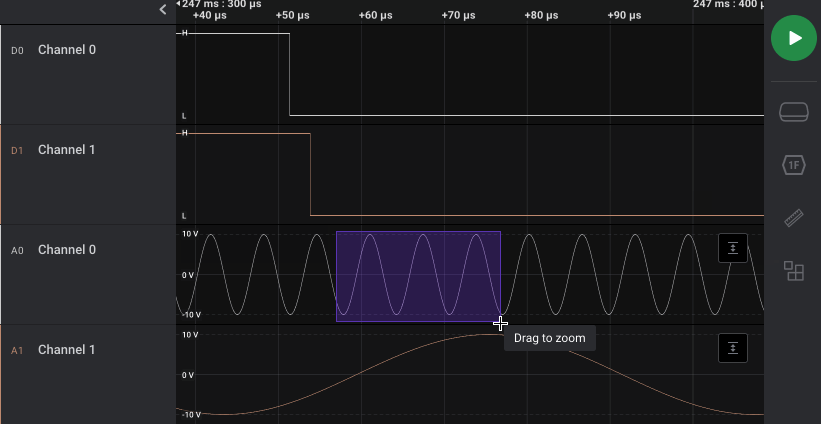 247 ms : 300 µs 247 ms : 400 µ
+40 µs +50 µs +60 µs +70 µs +80 µs +90 µs
H
D0 Channel 0
L
H
D1 Channel 1
L
10 V
A0 Channel 0
0 V
-10 V
Drag to zoom
10 V
A1 Channel 1
0 V
-10 V
1F